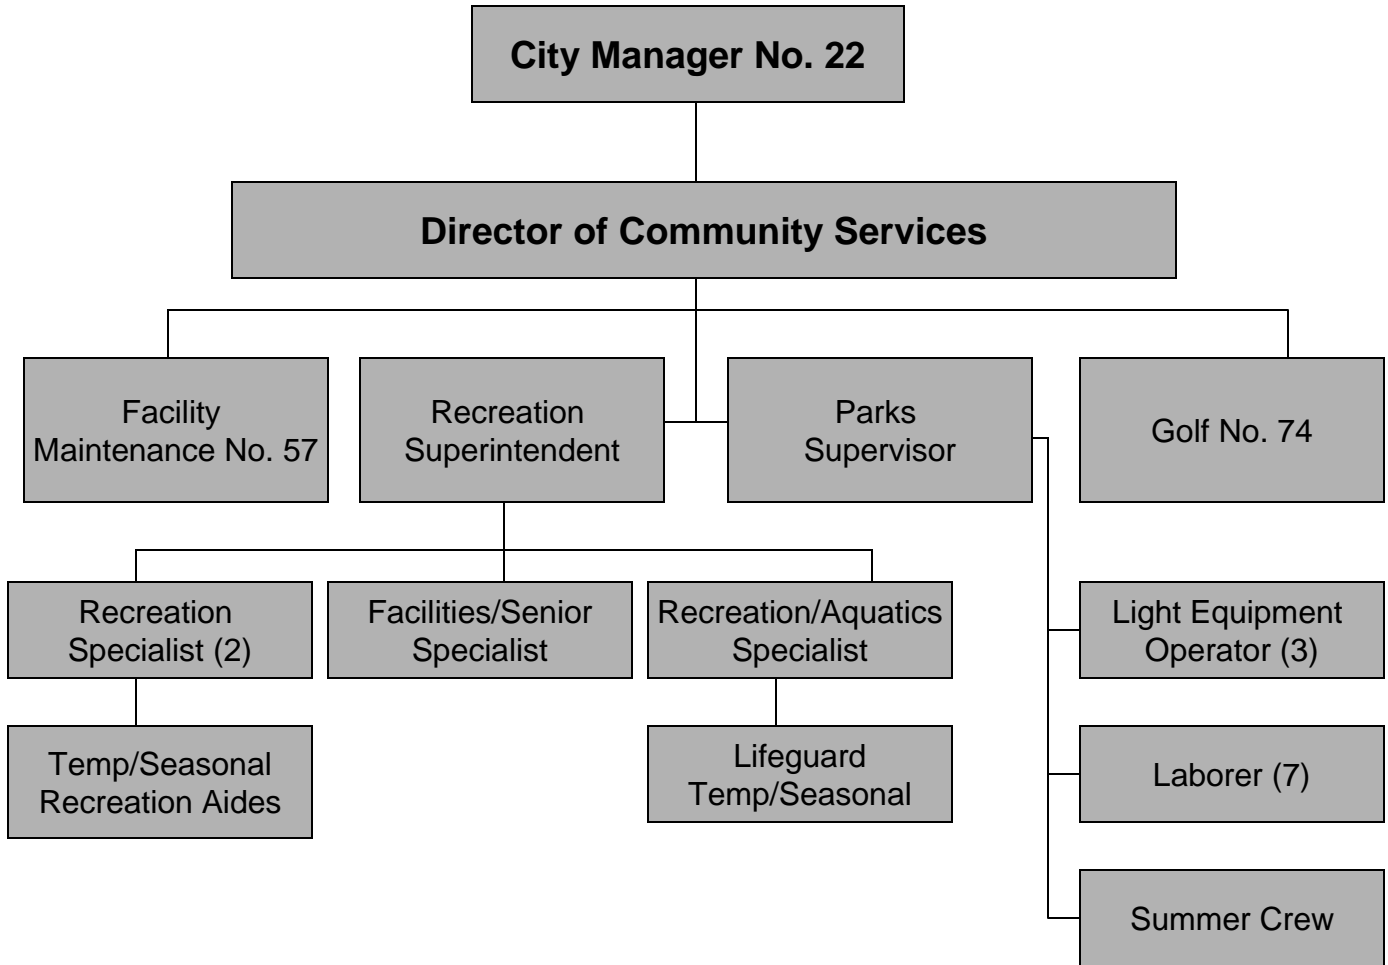 City Manager No. 22
Director of Community Services
Facility
Maintenance No. 57
Recreation
Superintendent
Parks
Supervisor
Golf No. 74
Recreation
Specialist (2)
Facilities/Senior
Specialist
Recreation/Aquatics
Specialist
Light Equipment
Operator (3)
Temp/Seasonal
Recreation Aides
Lifeguard
Temp/Seasonal
Laborer (7)
Summer Crew